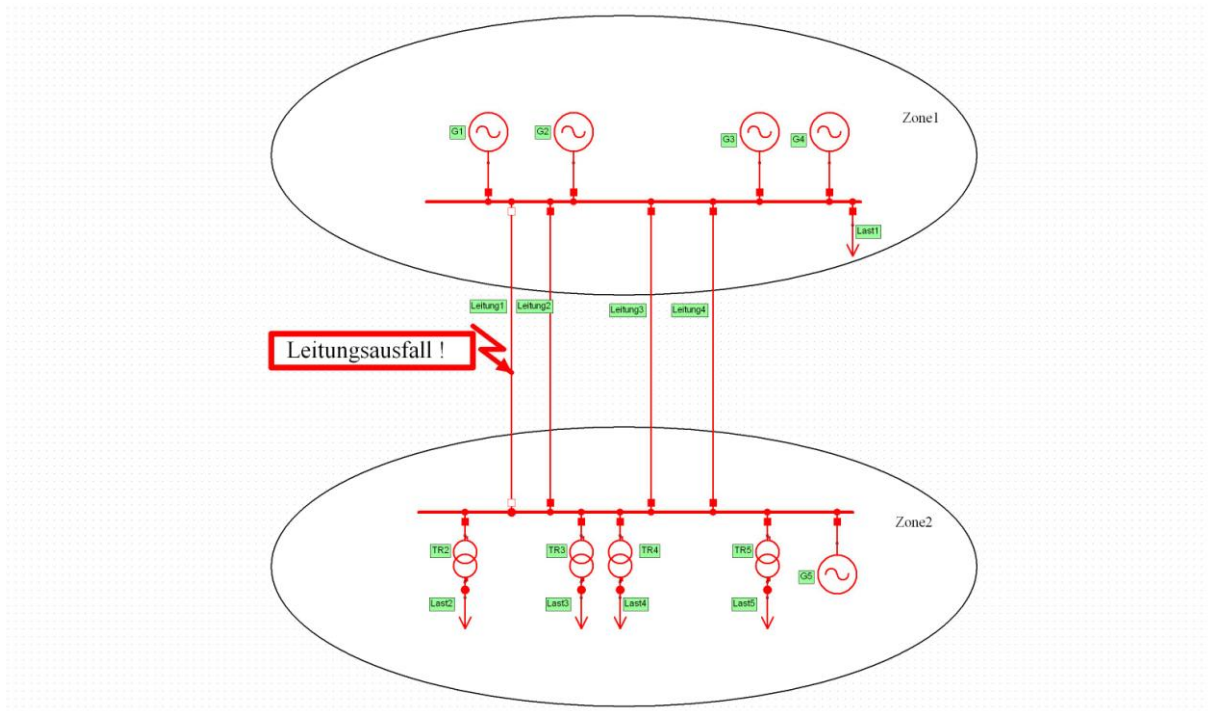 Zone1
G1
G2
G3
G4
Last1
Leitung1
Leitung2
Leitung3
Leitung4
Leitungsausfall !
Zone2
TR2
TR3
TR4
TR5
G5
Last2
Last3
Last4
Last5